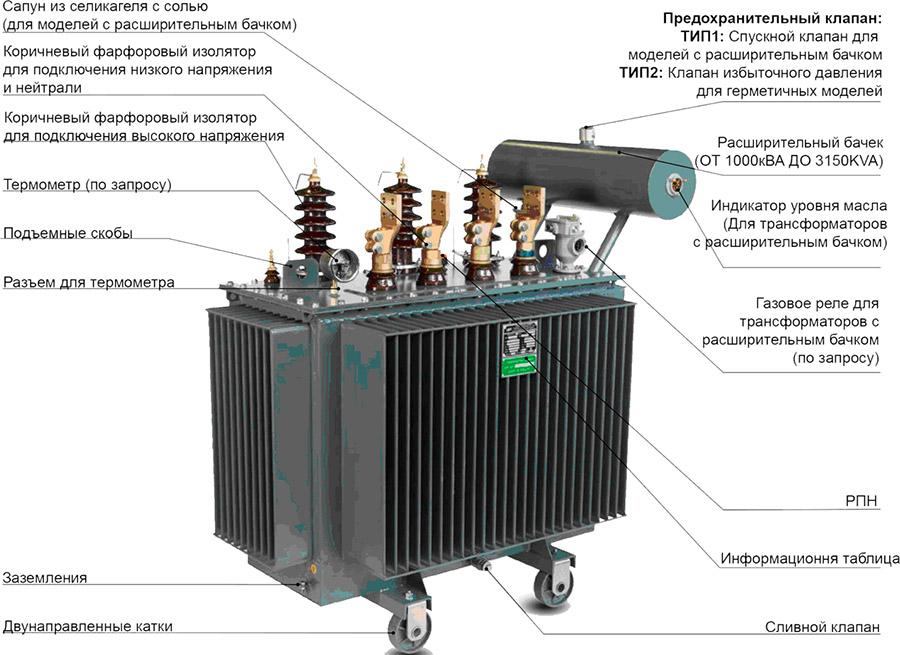 Сапун из селикагеля с солью
(для моделей с расширительным бачком)
Коричневый фарфоровый изолятор
для подключения низкого напряжения
и нейтрали
Коричневый фарфоровый изолятор
для подключения высокого напряжения
Термометр (по запросу)
Подъемные скобы
Разъем для термометра
Заземления
Двунаправленные катки
Предохранительный клапан:
ТИП1: Спускной клапан для
моделей с расширительным бачком
ТИП2: Клапан избыточного давления
для герметичных моделей
Расширительный бачек
(ОТ 1000кВА ДО 3150KVA)
Индикатор уровня масла
(Для трансформаторов
с расширительным бачком)
Газовое реле для
трансформаторов с
расширительным бачком
(по запросу)
РПН
Информационня таблица
Сливной клапан